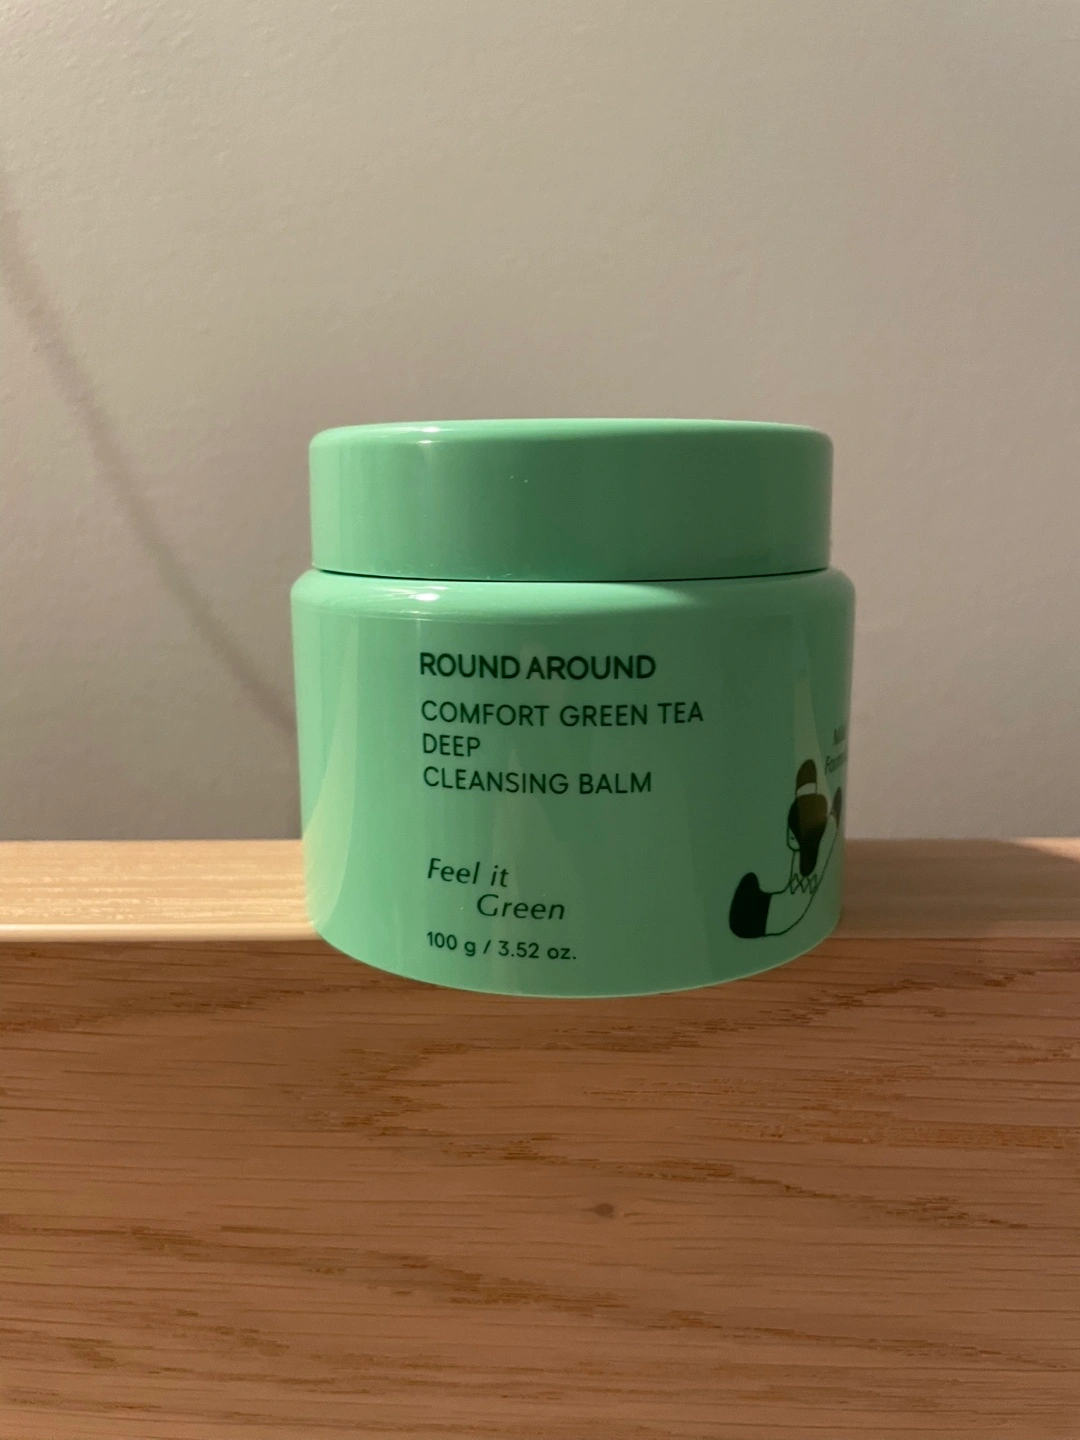 ROUND AROUND
COMFORT GREEN TEA
DEEP
CLEANSING BALM
Feel it
Green
100 g / 3.52 oz.